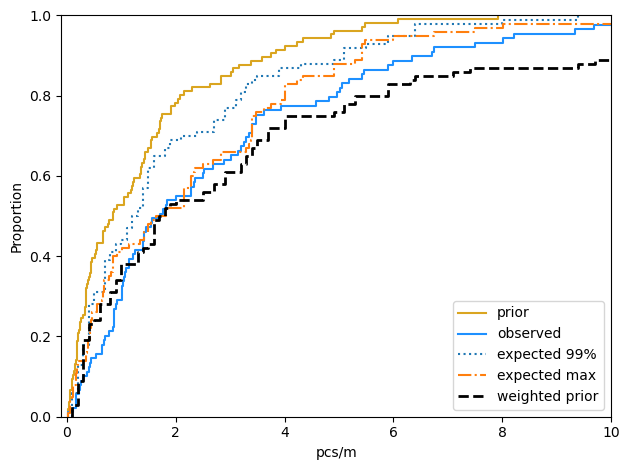 1.0
0.8
0.6
0.4
0.2
0.0
Proportion
0
2
4
6
8
10
pcs/m
prior
observed
expected 99%
expected max
weighted prior